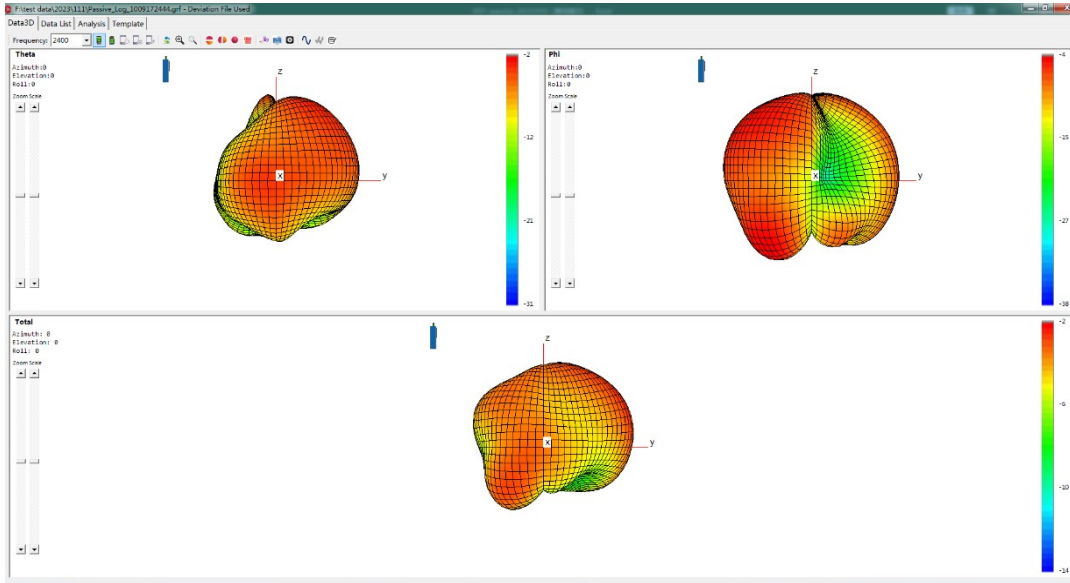 F:\test data\2023\111\Passive_Log_1009172444.grf - Deviation File Used
Data3D Data List Analysis Template
Frequency: 2400
Theta
Azimuth:0
Elevation:0
Roll:0
Zoom Scale
z
x
y
-2
-12
-21
-31
Phi
Azimuth:0
Elevation:0
Roll:0
Zoom Scale
z
x
y
-4
-15
-27
-38
Total
Azimuth: 0
Elevation: 0
Roll: 0
Zoom Scale
z
x
y
-2
-6
-10
-14